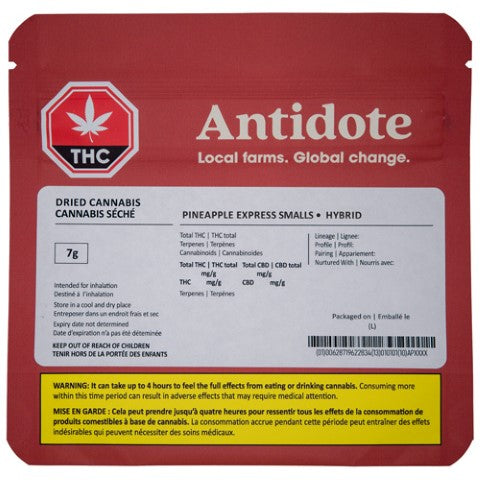 THC
Antidote
Local farms. Global change.
DRIED CANNABIS
CANNABIS SÉCHÉ
7g
Intended for inhalation
Destiné à l'inhalation
Store in a cool and dry place
Entreposer dans un endroit frais et sec
Expiry date not determined
Date d'expiration n'a pas été déterminée
KEEP OUT OF REACH OF CHILDREN
TENIR HORS DE LA PORTÉE DES ENFANTS
PINEAPPLE EXPRESS SMALLS • HYBRID
Total THC | THC total
Terpenes | Terpènes
Cannabinoids | Cannabinoïdes
Total THC | THC total Total CBD | CBD total
mg/g mg/g
THC CBD
mg/g mg/g
Terpenes | Terpènes
Lineage | Lignee:
Profile | Profil:
Pairing | Appariement:
Nurtured With | Nourris avec:
Packaged on | Emballé le
(L)
(01)00628719622834(13)010101(10)AP1XXX
WARNING: It can take up to 4 hours to feel the full effects from eating or drinking cannabis. Consuming more
within this time period can result in adverse effects that may require medical attention.
MISE EN GARDE : Cela peut prendre jusqu'à quatre heures pour ressentir tous les effets de la consommation de
produits comestibles à base de cannabis. La consommation accrue pendant cette période peut entraîner des effets
indésirables qui peuvent nécessiter des soins médicaux.